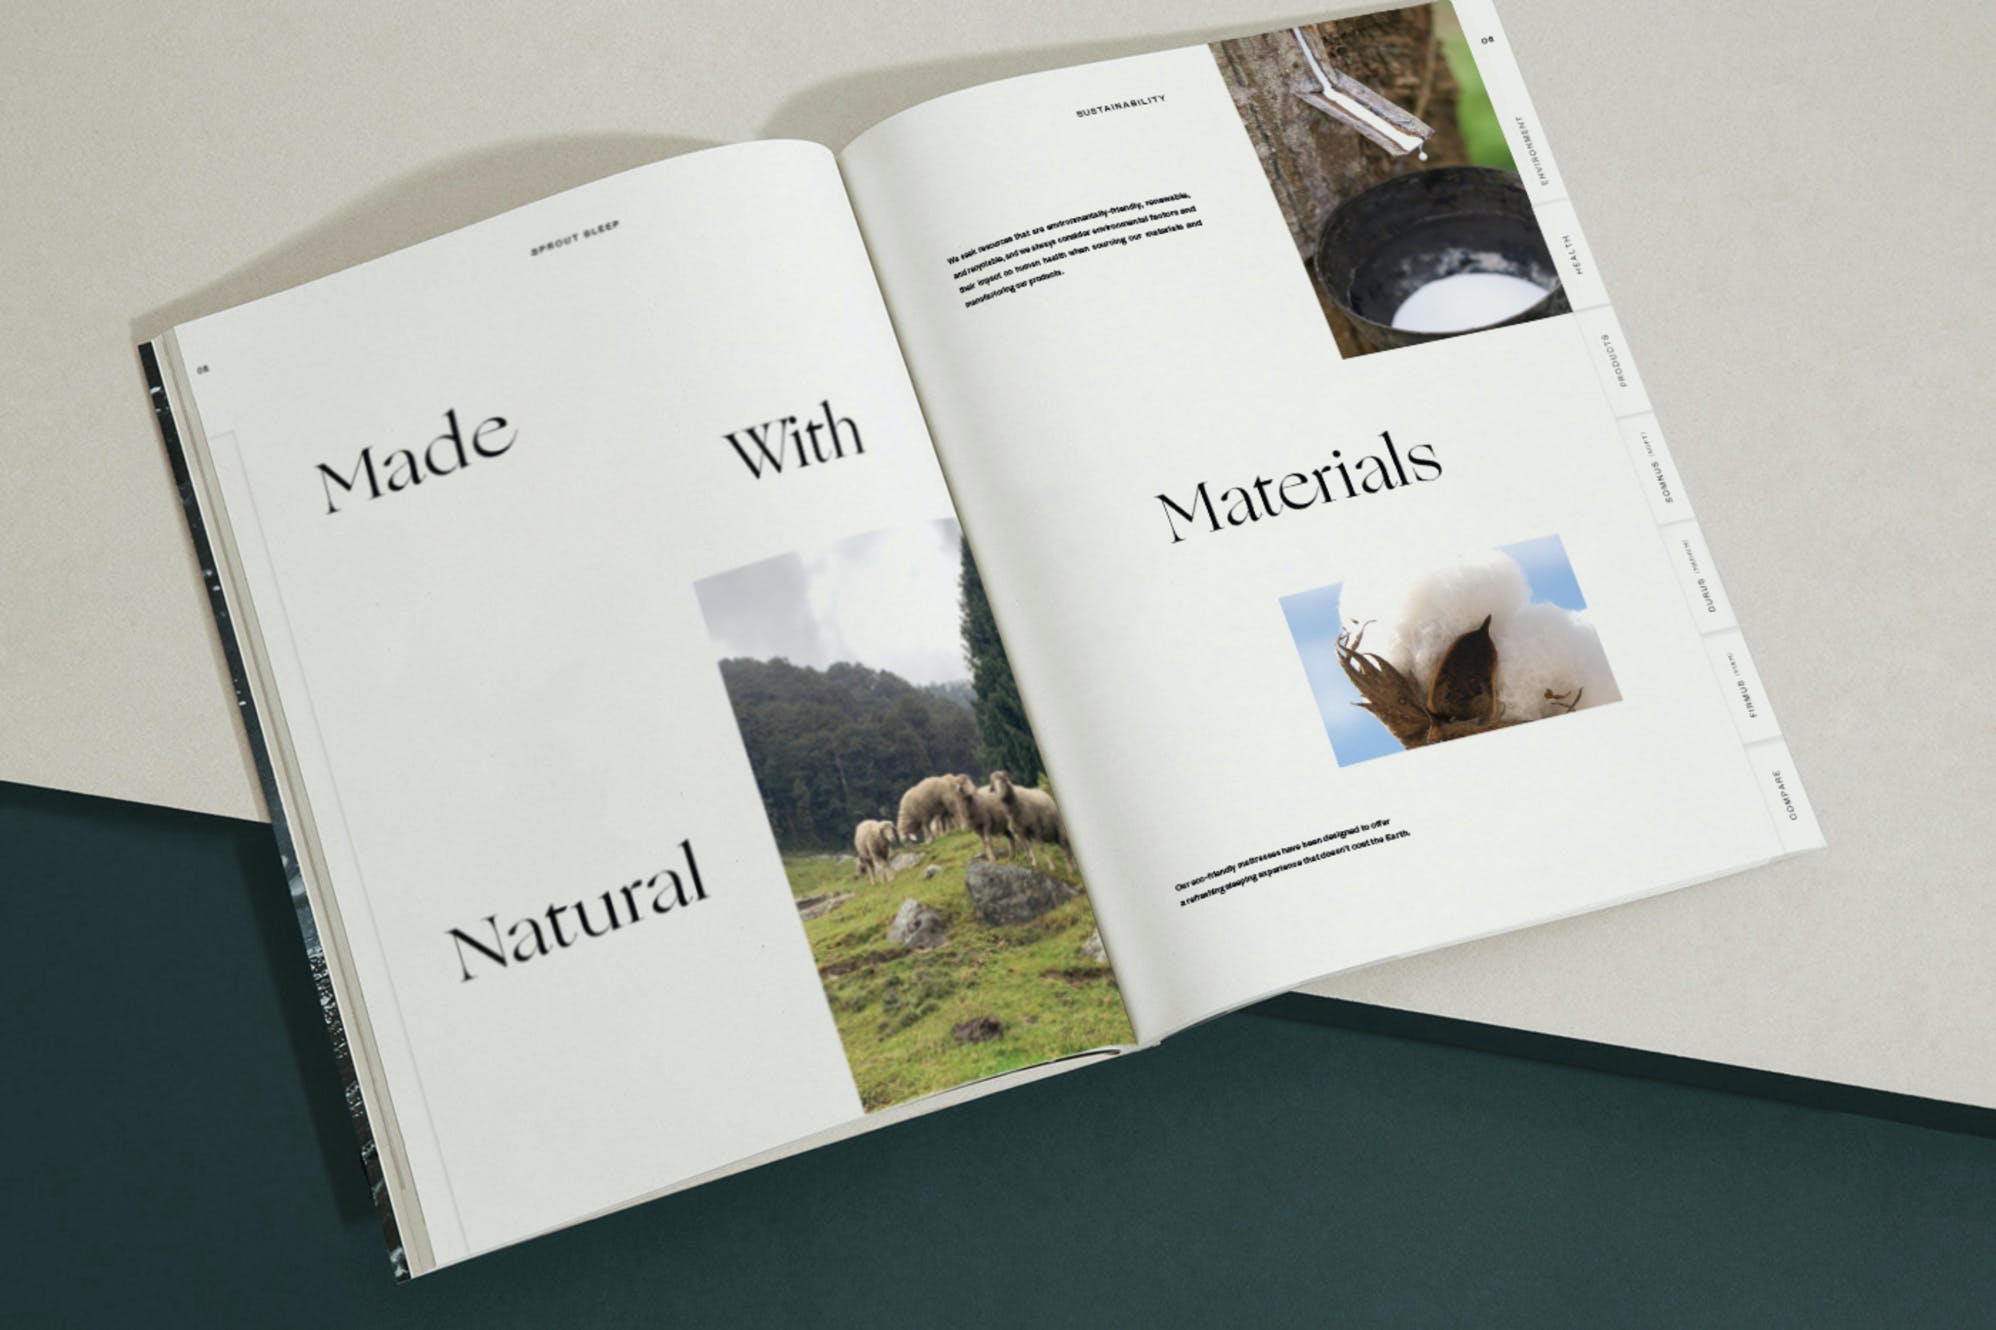 SPROUT SLEEP
Made
With
Natural
SUSTAINABILITY
We seek resources that are environmentally-friendly, renewable,
and recyclable, and we always consider environmental factors and
their impact on human health when sourcing our materials and
manufacturing our products.
Materials
Our eco-friendly mattresses have been designed to offer
a refreshing sleeping experience that doesn't cost the Earth.
06
ENVIRONMENT
HEALTH
PRODUCTS
SOMNUS (SOFT)
DURUS
FIRMUS (FIRM)
COMPARE